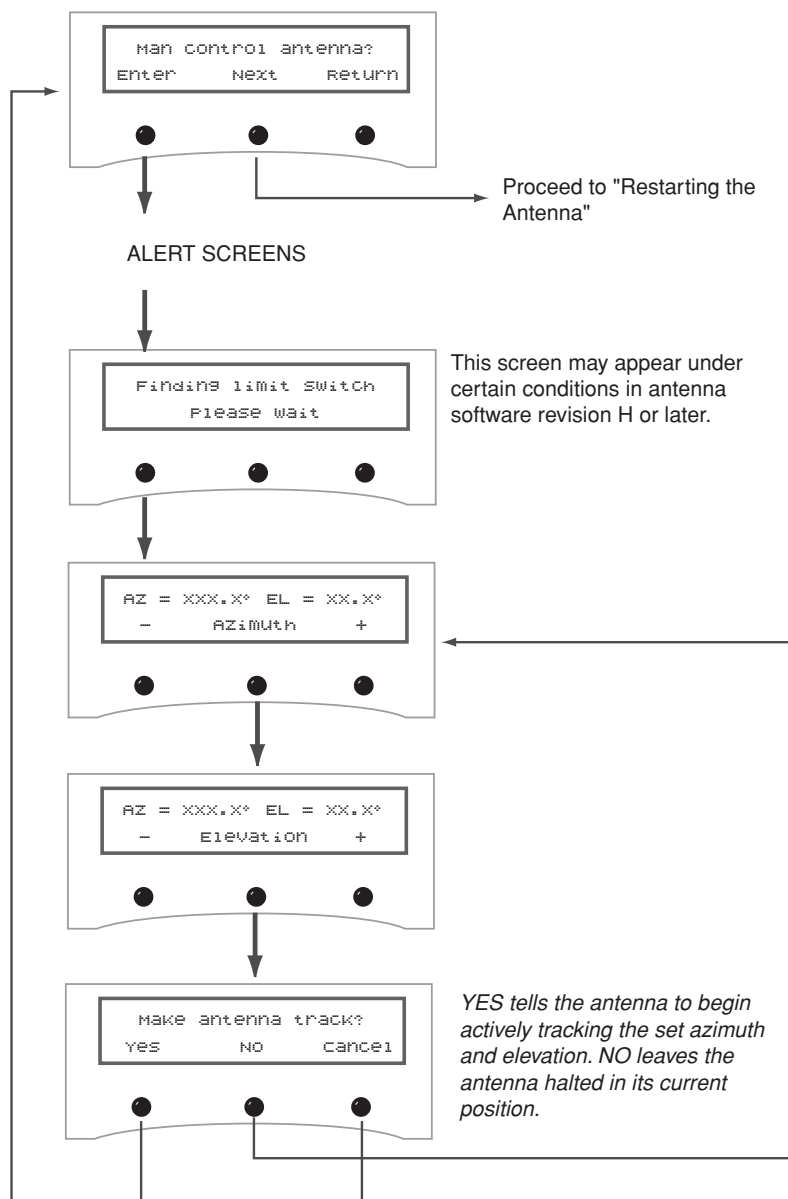 Man control antenna?
Enter Next Return
Proceed to "Restarting the
Antenna"
ALERT SCREENS
Finding limit switch
Please wait
This screen may appear under
certain conditions in antenna
software revision H or later.
AZ = XXX.X° EL = XX.X°
- Azimuth +
AZ = XXX.X° EL = XX.X°
- Elevation +
Make antenna track?
Yes No Cancel
YES tells the antenna to begin
actively tracking the set azimuth
and elevation. NO leaves the
antenna halted in its current
position.